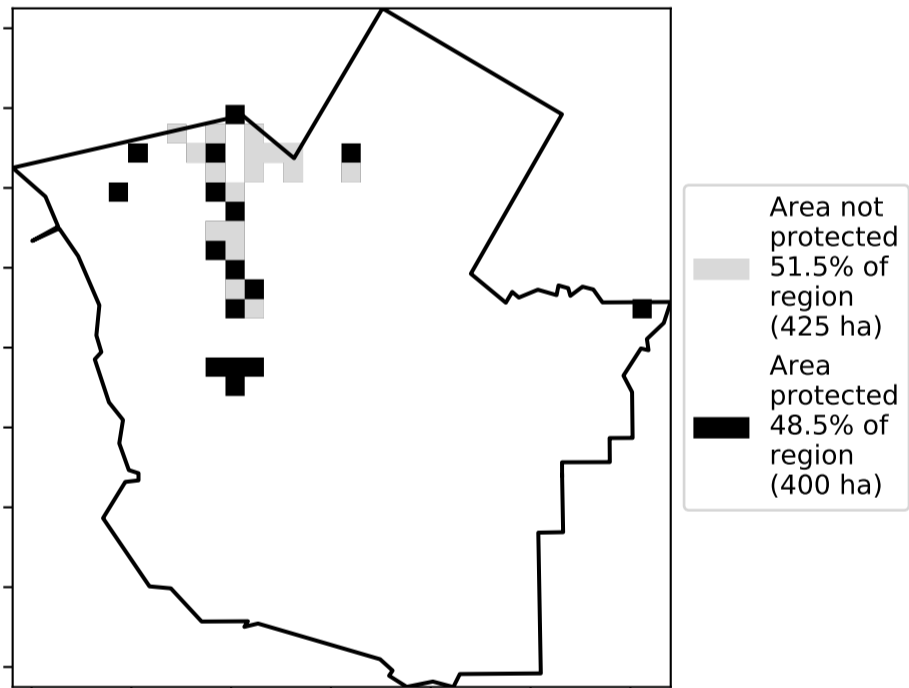 Area not
protected
51.5% of
region
(425 ha)
Area
protected
48.5% of
region
(400 ha)